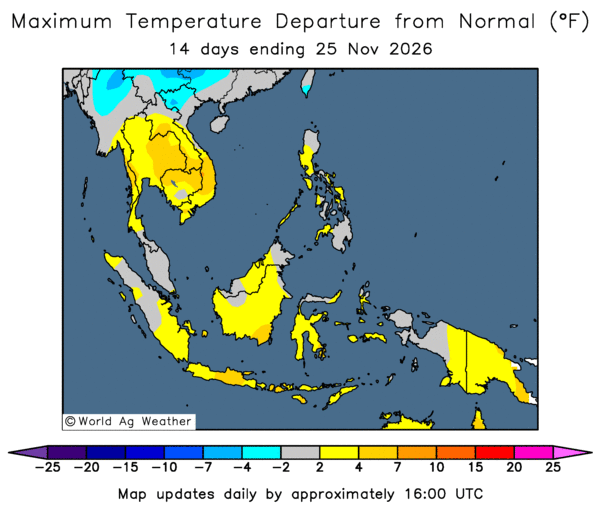 Maximum Temperature Departure from Normal (°F)
14 days ending 25 Nov 2026
©World Ag Weather
-25 -20 -15 -10 -7 -4 -2 2 4 7 10 15 20 25
Map updates daily by approximately 16:00 UTC